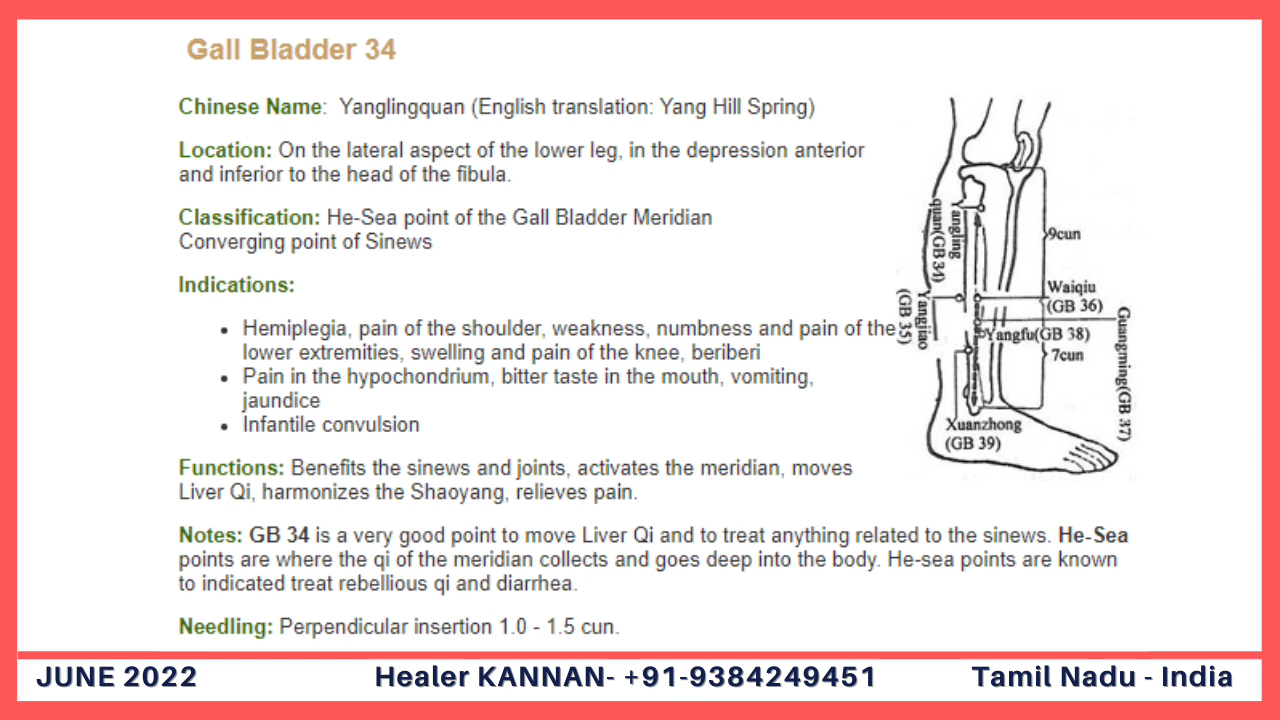 Gall Bladder 34
Chinese Name:  Yanglingquan (English translation: Yang Hill Spring)
Location: On the lateral aspect of the lower leg, in the depression anterior
and inferior to the head of the fibula.
Classification: He-Sea point of the Gall Bladder Meridian
Converging point of Sinews
Indications:
• Hemiplegia, pain of the shoulder, weakness, numbness and pain of the
lower extremities, swelling and pain of the knee, beriberi
• Pain in the hypochondrium, bitter taste in the mouth, vomiting,
jaundice
• Infantile convulsion
Functions: Benefits the sinews and joints, activates the meridian, moves
Liver Qi, harmonizes the Shaoyang, relieves pain.
Notes: GB 34 is a very good point to move Liver Qi and to treat anything related to the sinews. He-Sea
points are where the qi of the meridian collects and goes deep into the body. He-sea points are known
to indicated treat rebellious qi and diarrhea.
Needling: Perpendicular insertion 1.0 - 1.5 cun.
Yangling
quan(GB 34)
9cun
Waiqiu
(GB 36)
Yangjiao
(GB 35)
Yangfu(GB 38)
7cun
Guangming(GB 37)
Xuanzhong
(GB 39)
JUNE 2022
Healer KANNAN- +91-9384249451
Tamil Nadu - India